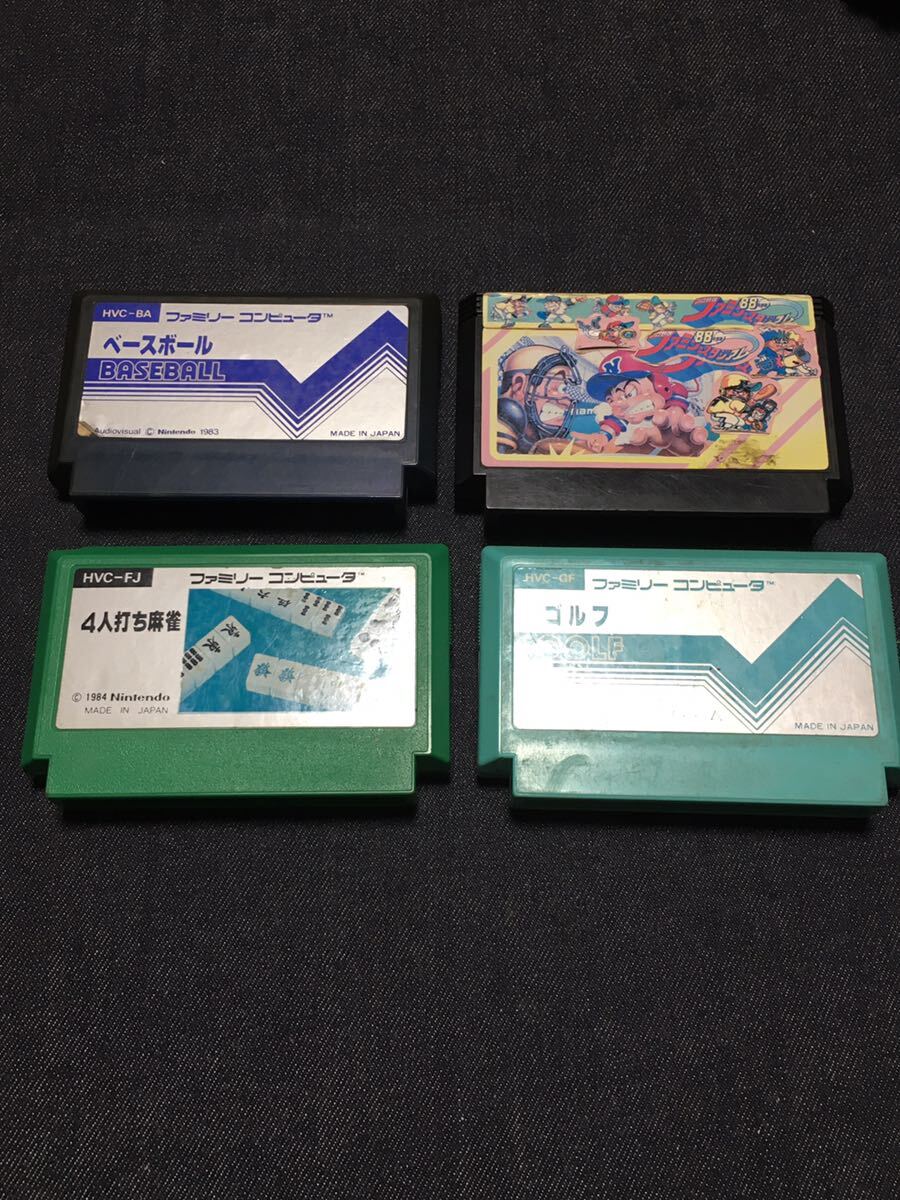 HVC-BA ファミリー コンピュータ™
ベースボール
BASEBALL
Audiovisual © Nintendo 1983
MADE IN JAPAN
88
88
N
HVC-FJ ファミリー コンピュータ
4人打ち麻雀
© 1984 Nintendo
MADE IN JAPAN
HVC-GF ファミリー コンピュータ™
ゴルフ
GOLF
MADE IN JAPAN